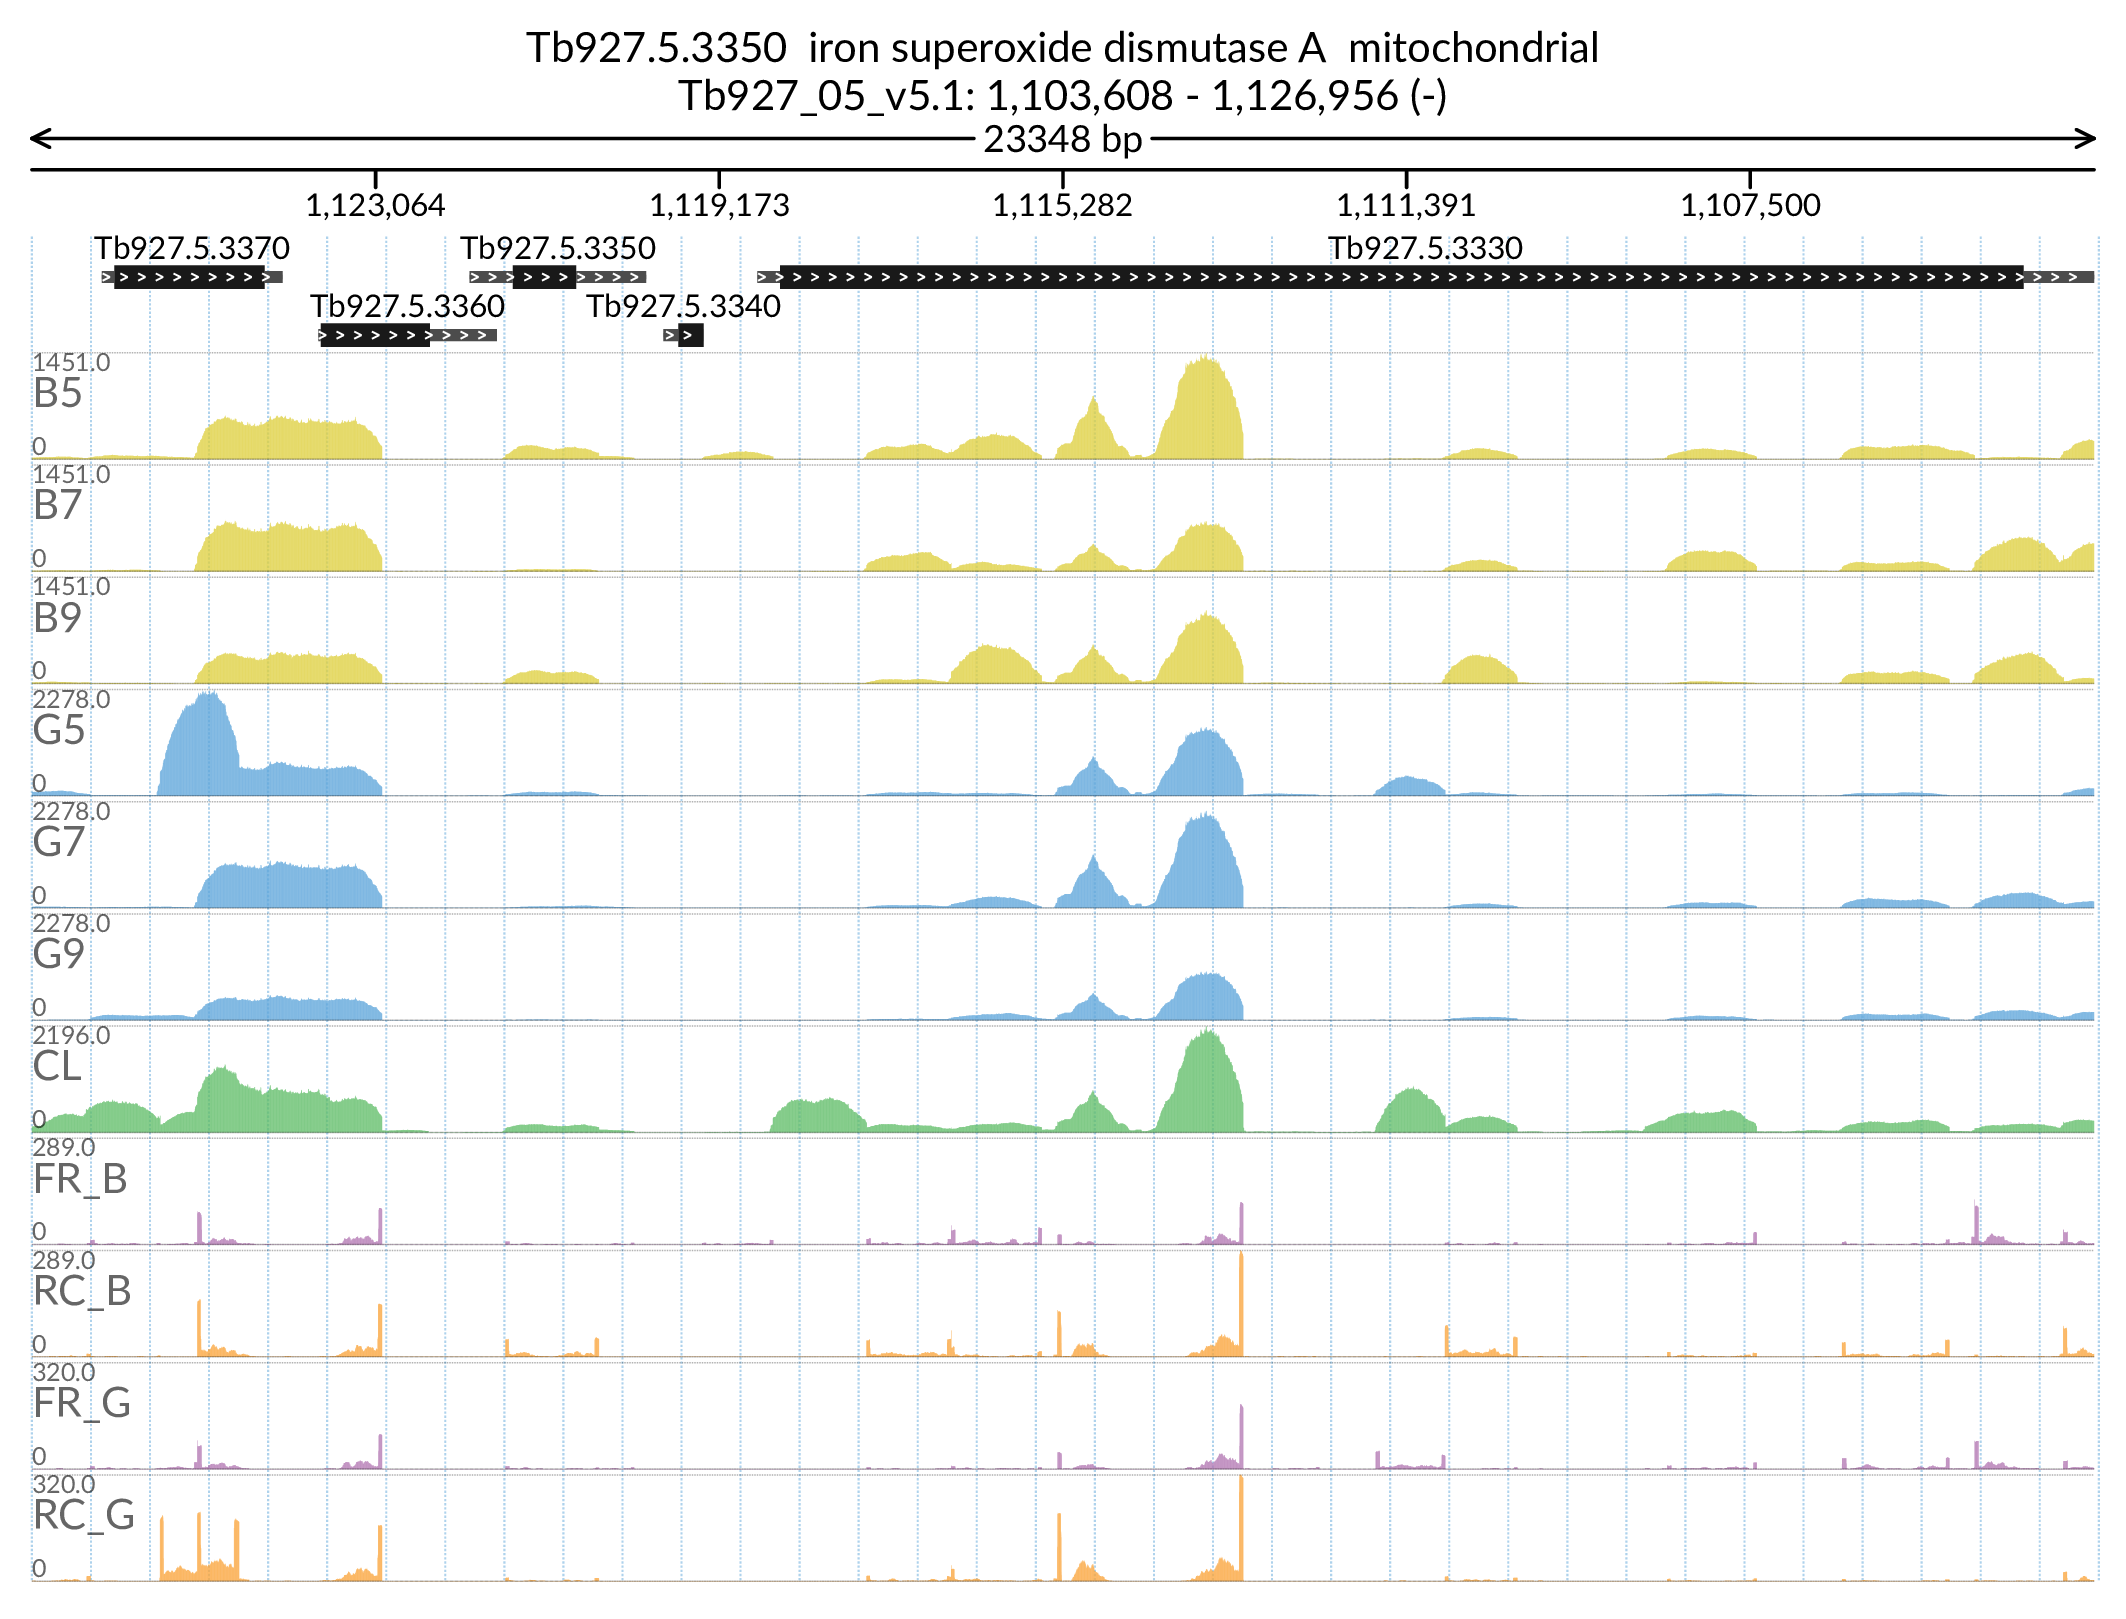 Tb927.5.3350  iron superoxide dismutase A  mitochondrial
Tb927_05_v5.1: 1,103,608 - 1,126,956 (-)
23348 bp
1,123,064 1,119,173 1,115,282 1,111,391 1,107,500
Tb927.5.3370 Tb927.5.3350 Tb927.5.3330
Tb927.5.3360 Tb927.5.3340
1451.0
B5
0
1451.0
B7
0
1451.0
B9
0
2278.0
G5
0
2278.0
G7
0
2278.0
G9
0
2196.0
CL
0
289.0
FR_B
0
289.0
RC_B
0
320.0
FR_G
0
320.0
RC_G
0